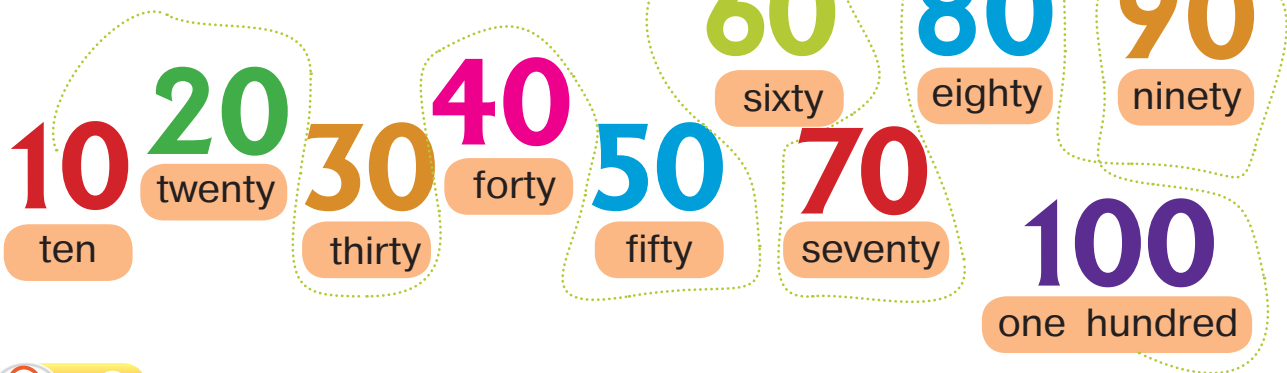 10
ten
20
twenty
30
thirty
40
forty
50
fifty
60
sixty
70
seventy
80
eighty
90
ninety
100
one hundred